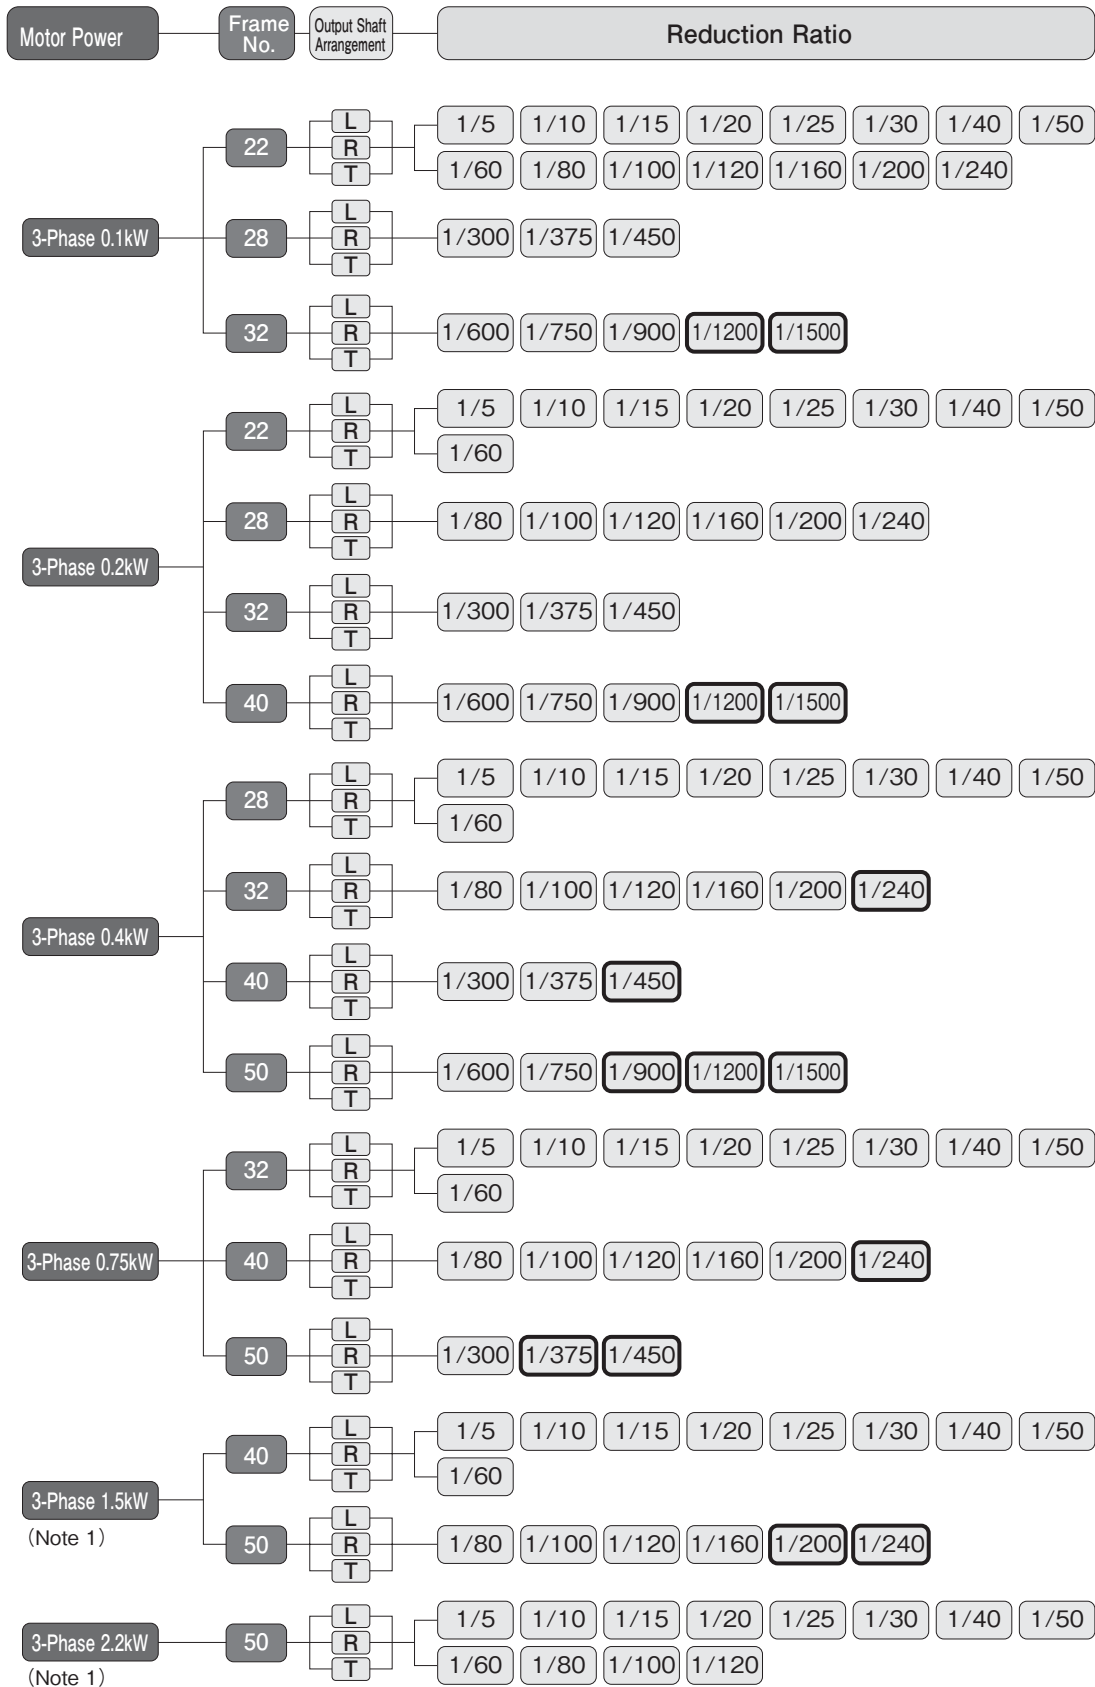 Motor Power
Frame No.
Output Shaft Arrangement
Reduction Ratio
3-Phase 0.1kW
22
L
R
T
1/5 1/10 1/15 1/20 1/25 1/30 1/40 1/50
1/60 1/80 1/100 1/120 1/160 1/200 1/240
28
L
R
T
1/300 1/375 1/450
32
L
R
T
1/600 1/750 1/900 1/1200 1/1500
3-Phase 0.2kW
22
L
R
T
1/5 1/10 1/15 1/20 1/25 1/30 1/40 1/50
1/60
28
L
R
T
1/80 1/100 1/120 1/160 1/200 1/240
32
L
R
T
1/300 1/375 1/450
40
L
R
T
1/600 1/750 1/900 1/1200 1/1500
3-Phase 0.4kW
28
L
R
T
1/5 1/10 1/15 1/20 1/25 1/30 1/40 1/50
1/60
32
L
R
T
1/80 1/100 1/120 1/160 1/200 1/240
40
L
R
T
1/300 1/375 1/450
50
L
R
T
1/600 1/750 1/900 1/1200 1/1500
3-Phase 0.75kW
32
L
R
T
1/5 1/10 1/15 1/20 1/25 1/30 1/40 1/50
1/60
40
L
R
T
1/80 1/100 1/120 1/160 1/200 1/240
50
L
R
T
1/300 1/375 1/450
3-Phase 1.5kW
(Note 1)
40
L
R
T
1/5 1/10 1/15 1/20 1/25 1/30 1/40 1/50
1/60
50
L
R
T
1/80 1/100 1/120 1/160 1/200 1/240
3-Phase 2.2kW
(Note 1)
50
L
R
T
1/5 1/10 1/15 1/20 1/25 1/30 1/40 1/50
1/60 1/80 1/100 1/120